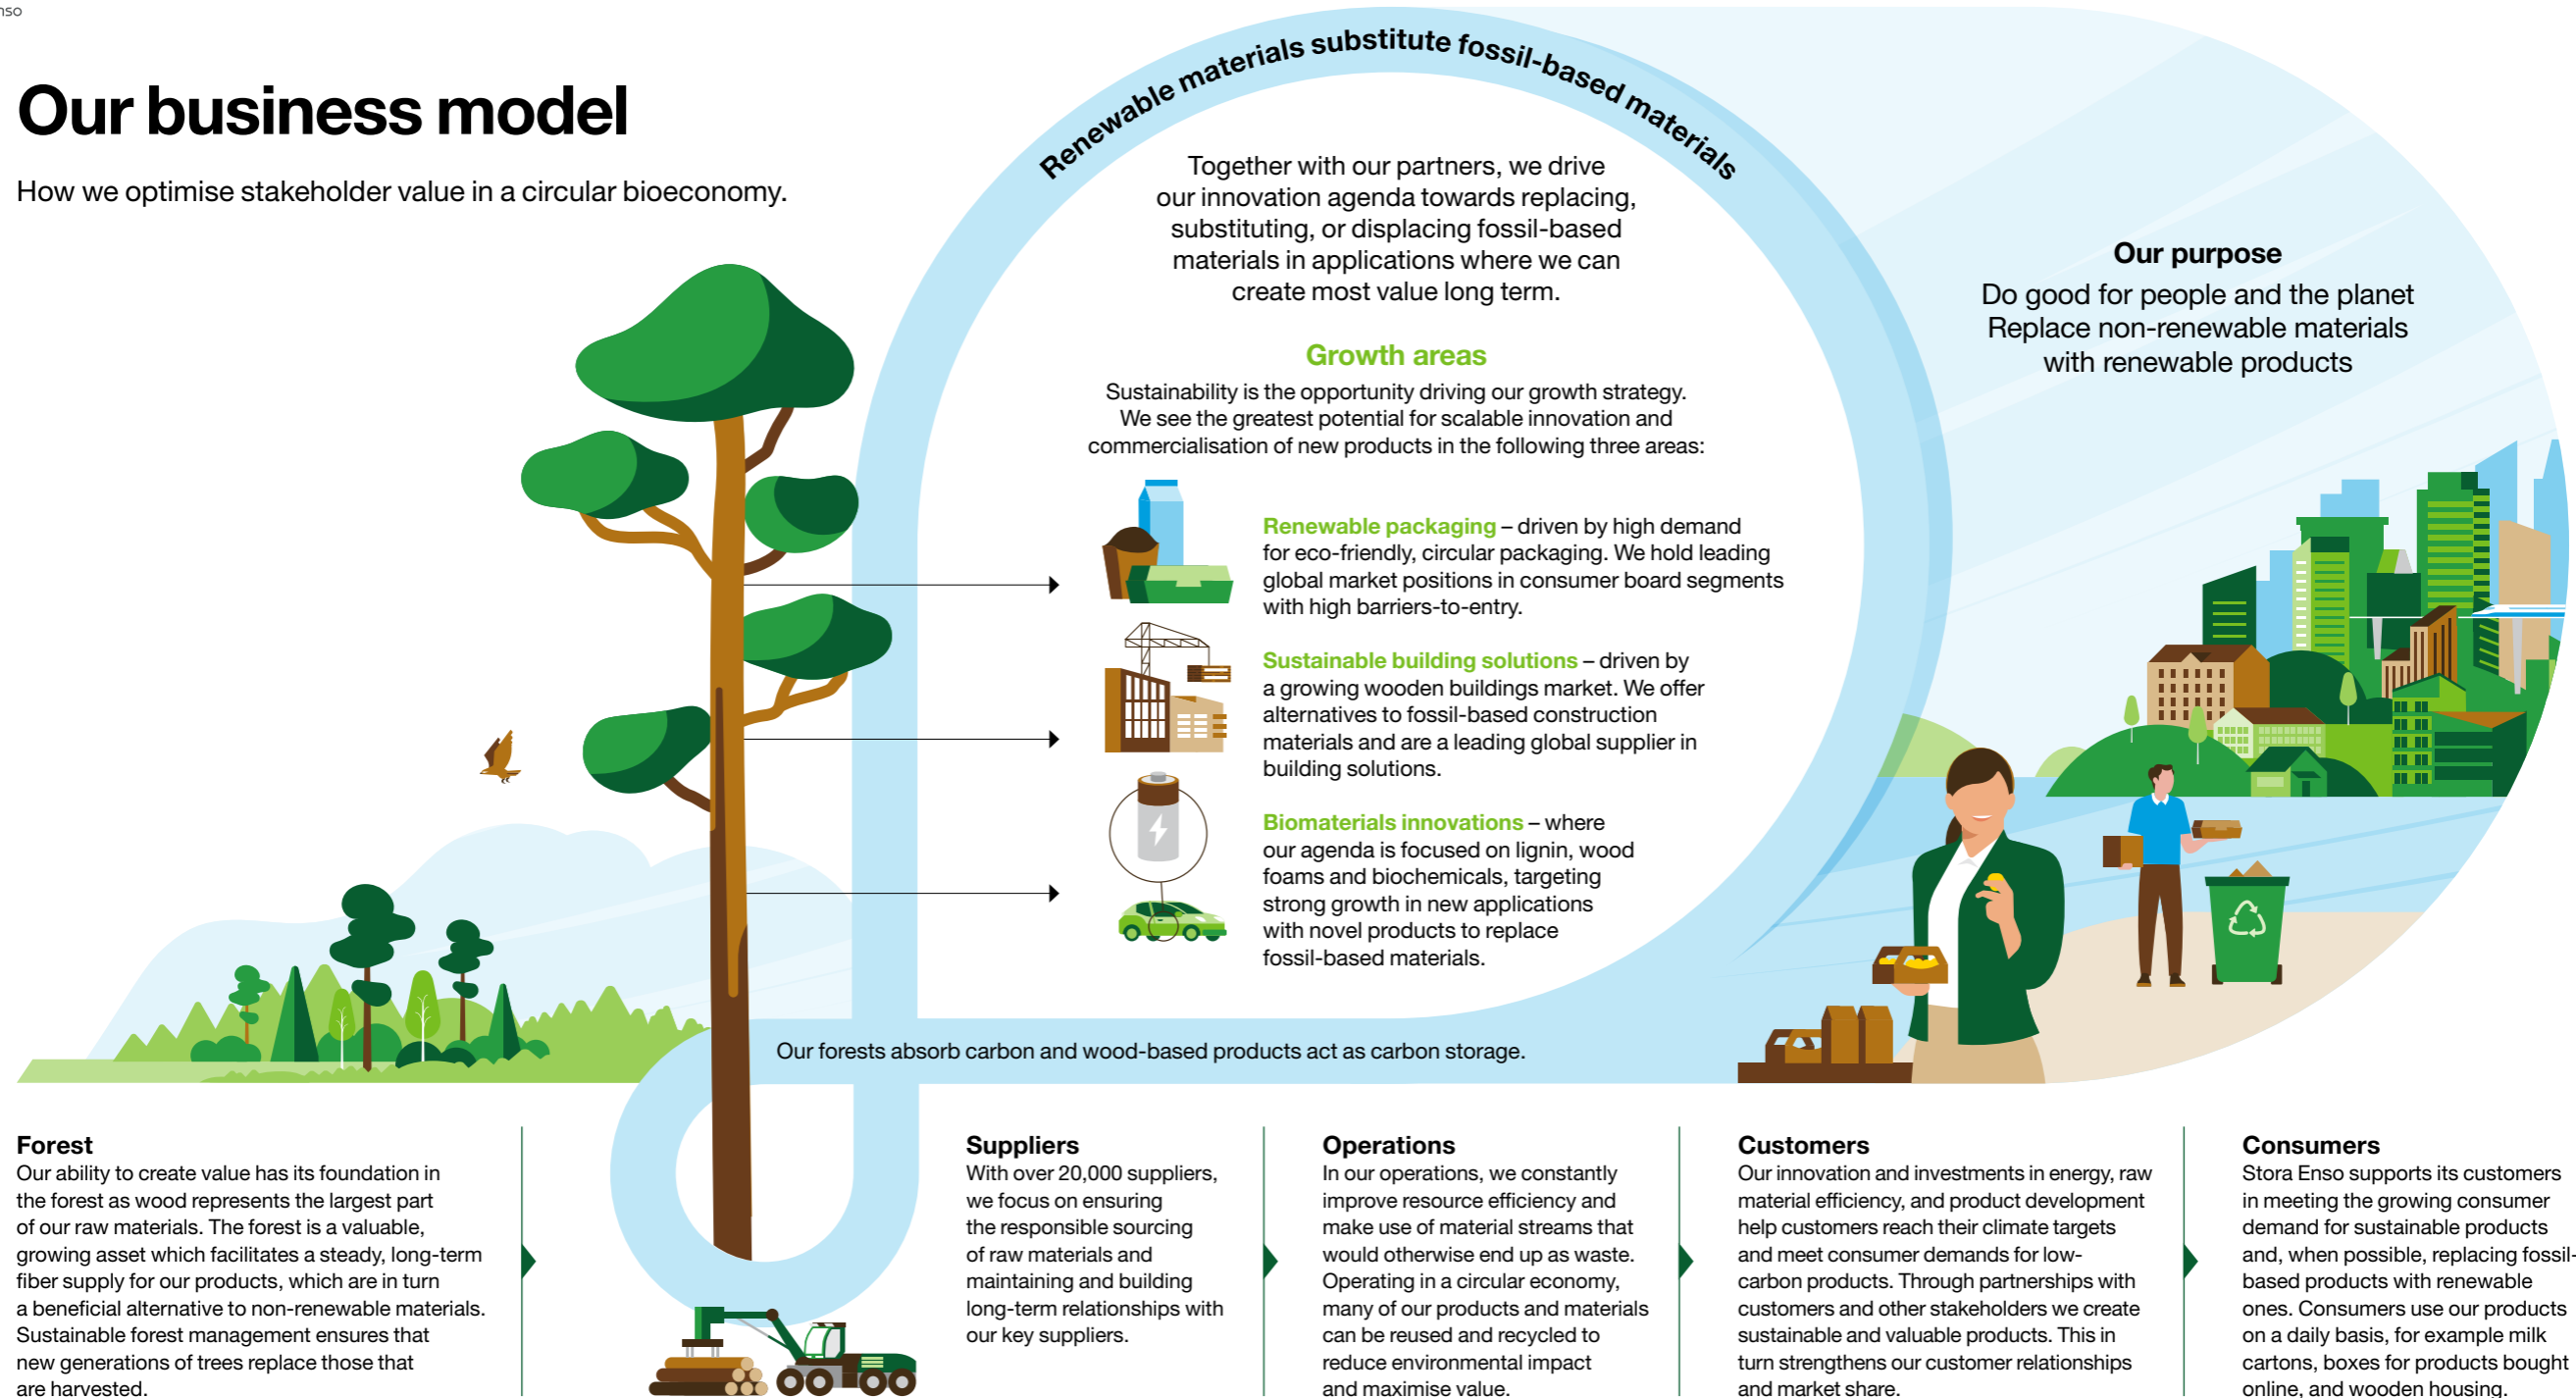 Our business model
How we optimise stakeholder value in a circular bioeconomy.
Renewable materials substitute fossil-based materials
Together with our partners, we drive
our innovation agenda towards replacing,
substituting, or displacing fossil-based
materials in applications where we can
create most value long term.
Growth areas
Sustainability is the opportunity driving our growth strategy.
We see the greatest potential for scalable innovation and
commercialisation of new products in the following three areas:
Renewable packaging – driven by high demand
for eco-friendly, circular packaging. We hold leading
global market positions in consumer board segments
with high barriers-to-entry.
Sustainable building solutions – driven by
a growing wooden buildings market. We offer
alternatives to fossil-based construction
materials and are a leading global supplier in
building solutions.
Biomaterials innovations – where
our agenda is focused on lignin, wood
foams and biochemicals, targeting
strong growth in new applications
with novel products to replace
fossil-based materials.
Our purpose
Do good for people and the planet
Replace non-renewable materials
with renewable products
Our forests absorb carbon and wood-based products act as carbon storage.
Forest
Our ability to create value has its foundation in
the forest as wood represents the largest part
of our raw materials. The forest is a valuable,
growing asset which facilitates a steady, long-term
fiber supply for our products, which are in turn
a beneficial alternative to non-renewable materials.
Sustainable forest management ensures that
new generations of trees replace those that
are harvested.
Suppliers
With over 20,000 suppliers,
we focus on ensuring
the responsible sourcing
of raw materials and
maintaining and building
long-term relationships with
our key suppliers.
Operations
In our operations, we constantly
improve resource efficiency and
make use of material streams that
would otherwise end up as waste.
Operating in a circular economy,
many of our products and materials
can be reused and recycled to
reduce environmental impact
and maximise value.
Customers
Our innovation and investments in energy, raw
material efficiency, and product development
help customers reach their climate targets
and meet consumer demands for low-
carbon products. Through partnerships with
customers and other stakeholders we create
sustainable and valuable products. This in
turn strengthens our customer relationships
and market share.
Consumers
Stora Enso supports its customers
in meeting the growing consumer
demand for sustainable products
and, when possible, replacing fossil-
based products with renewable
ones. Consumers use our products
on a daily basis, for example milk
cartons, boxes for products bought
online, and wooden housing.